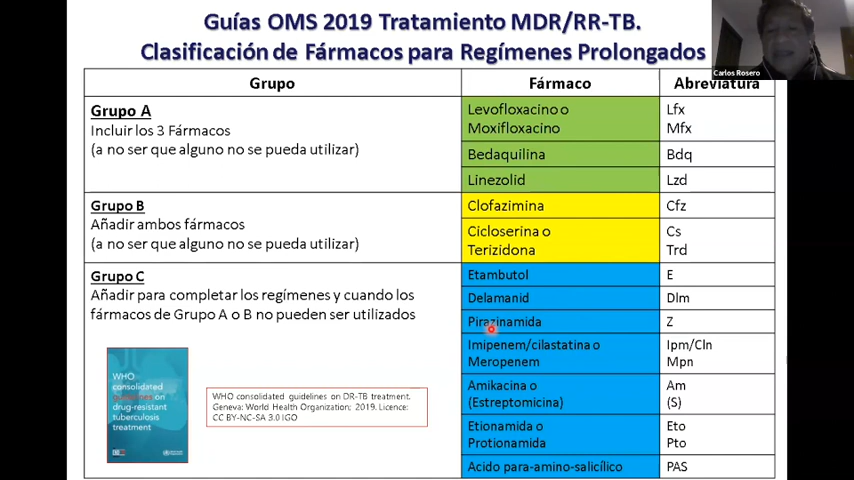 Guías OMS 2019 Tratamiento MDR/RR-TB.
Clasificación de Fármacos para Regímenes Prolongados
Carlos Rosero
Grupo
Fármaco
Abreviatura
Grupo A
Incluir los 3 Fármacos
(a no ser que alguno no se pueda utilizar)
Levofloxacino o
Moxifloxacino
Lfx
Mfx
Bedaquilina
Bdq
Linezolid
Lzd
Grupo B
Añadir ambos fármacos
(a no ser que alguno no se pueda utilizar)
Clofazimina
Cfz
Cicloserina o
Terizidona
Cs
Trd
Grupo C
Añadir para completar los regímenes y cuando los
fármacos de Grupo A o B no pueden ser utilizados
Etambutol
E
Delamanid
Dlm
Pirazinamida
Z
Imipenem/cilastatina o
Meropenem
Ipm/Cln
Mpn
Amikacina o
(Estreptomicina)
Am
(S)
Etionamida o
Protionamida
Eto
Pto
Acido para-amino-salicílico
PAS
WHO
consolidated
guidelines on
drug-resistant
tuberculosis
treatment
WHO consolidated guidelines on DR-TB treatment.
Geneva: World Health Organization; 2019. Licence:
CC BY-NC-SA 3.0 IGO